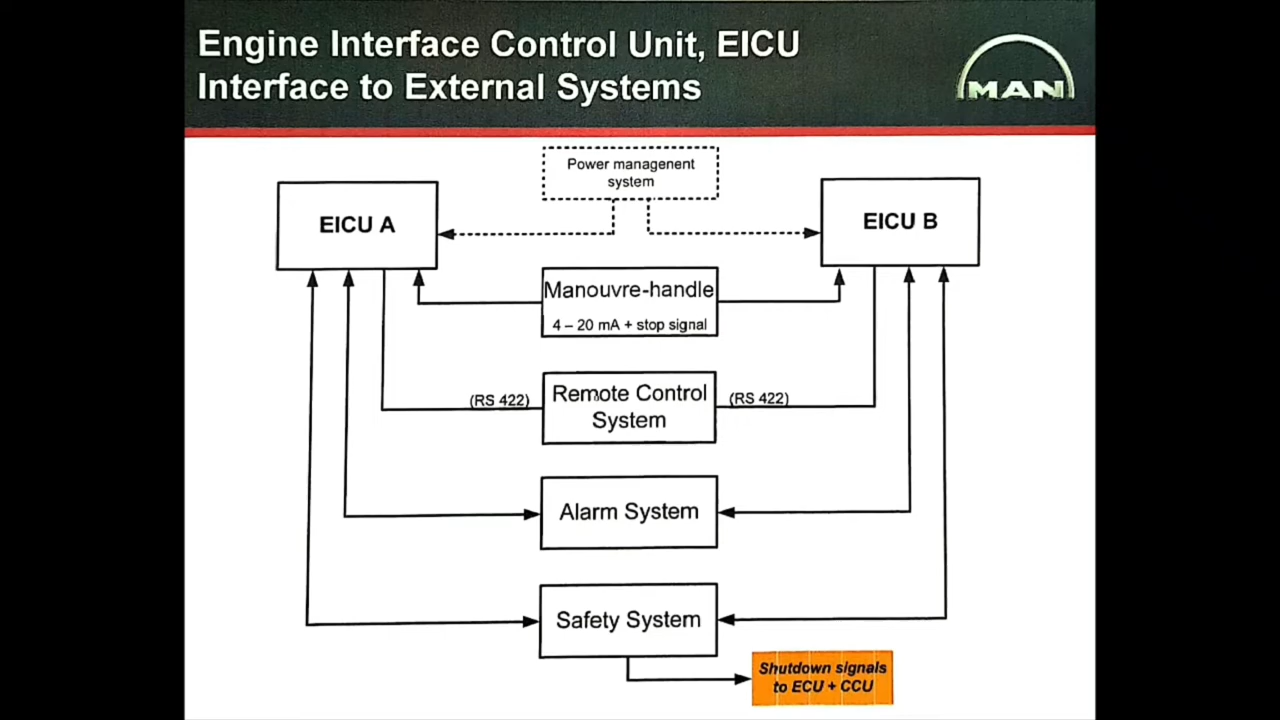 Engine Interface Control Unit, EICU
Interface to External Systems
MAN
Power management
system
EICU A
EICU B
Manouvre-handle
4 – 20 mA + stop signal
(RS 422)
Remote Control
System
(RS 422)
Alarm System
Safety System
Shutdown signals
to ECU + CCU